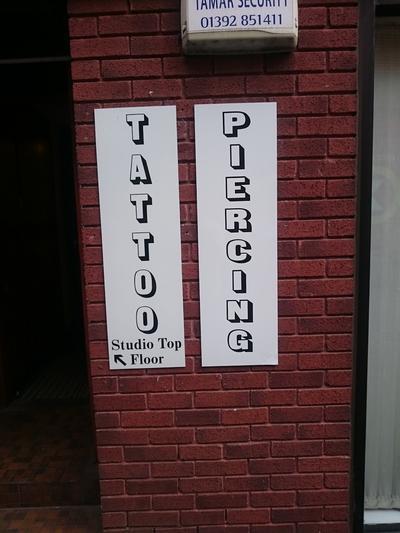 TAMAR SECURITY
01392 851411
TATTOO
Studio Top
Floor
PIERCING